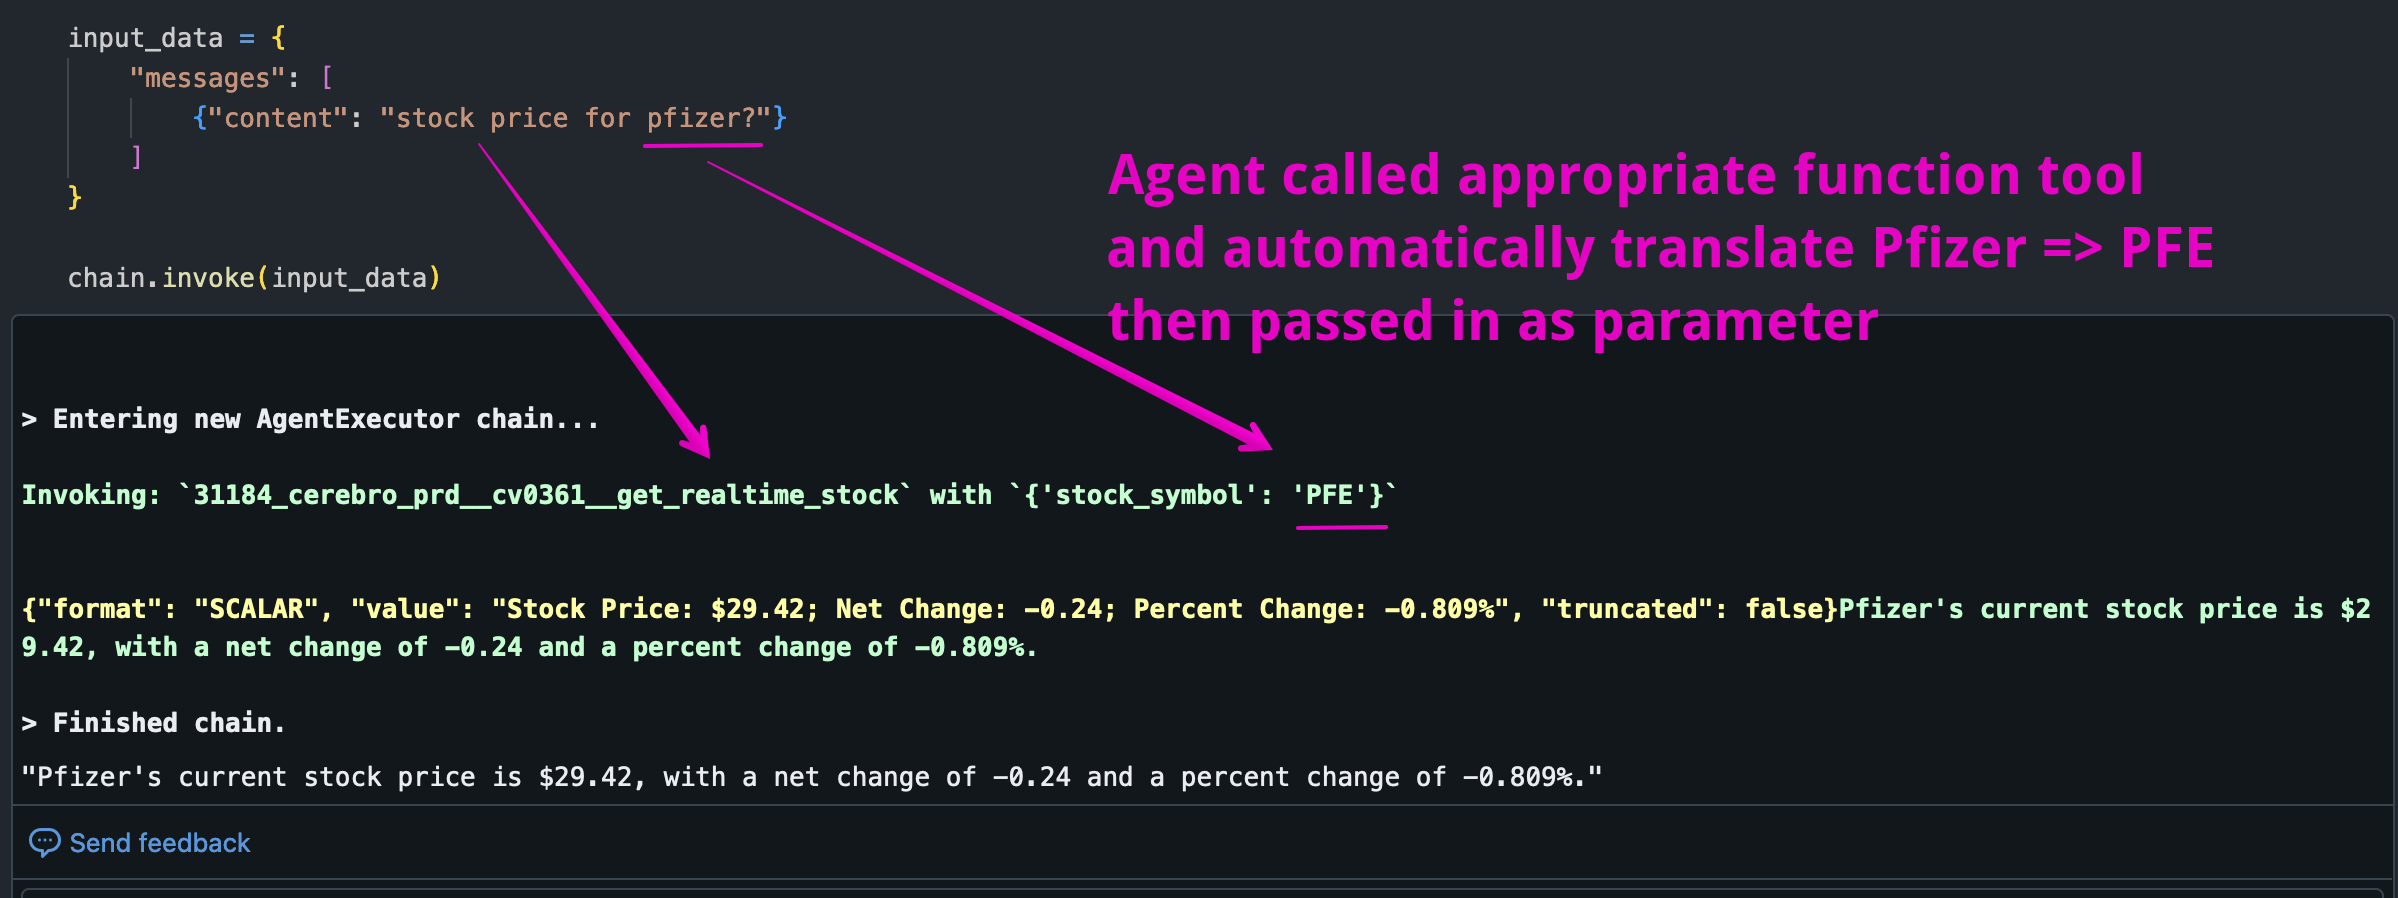 input_data = {
"messages": [
{"content": "stock price for pfizer?"}
]
}
chain.invoke(input_data)
Agent called appropriate function tool
and automatically translate Pfizer => PFE
then passed in as parameter
> Entering new AgentExecutor chain...
Invoking: `31184_cerebro_prd__cv0361__get_realtime_stock` with `{'stock_symbol': 'PFE'}`
{"format": "SCALAR", "value": "Stock Price: $29.42; Net Change: −0.24; Percent Change: −0.809%", "truncated": false}Pfizer's current stock price is $2
9.42, with a net change of −0.24 and a percent change of −0.809%.
> Finished chain.
"Pfizer's current stock price is $29.42, with a net change of −0.24 and a percent change of −0.809%."
Send feedback